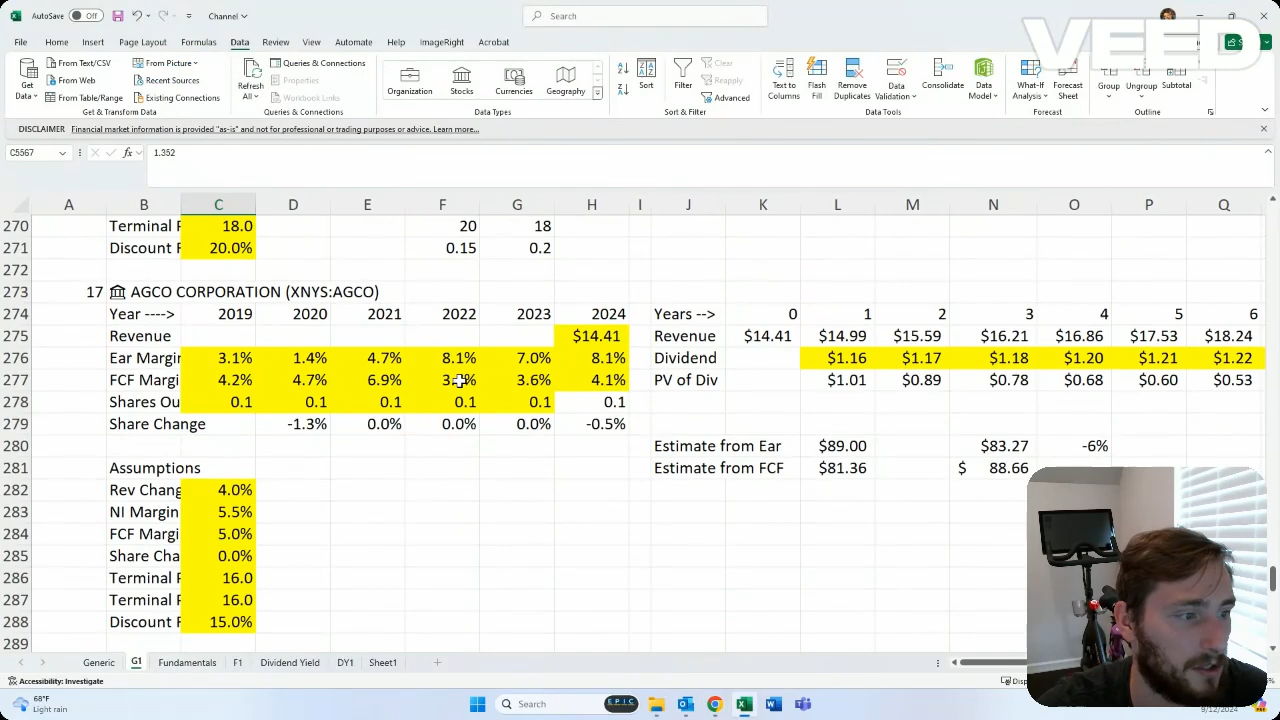 AutoSave Off Channel Search
VEED
File Home Insert Page Layout Formulas Data Review View Automate Help ImageRight Acrobat
Get Data From Text/CSV From Picture
From Web Recent Sources
From Table/Range Existing Connections
Get & Transform Data
Refresh All Queries & Connections
Properties
Workbook Links
Queries & Connections
Organization Stocks Currencies Geography
Data Types
Sort Filter Clear
Reapply
Advanced
Sort & Filter
Text to Columns Flash Fill Remove Duplicates Data Validation Consolidate Data Model
Data Tools
What-If Analysis Forecast Sheet
Forecast
Group Ungroup Subtotal
Outline
DISCLAIMER Financial market information is provided "as-is" and not for professional or trading purposes or advice. Learn more...
C5567 fx 1.352
A B C D E F G H I J K L M N O P Q
270 Terminal P 18.0 20 18
271 Discount R 20.0% 0.15 0.2
272
273 17 AGCO CORPORATION (XNYS:AGCO)
274 Year ----> 2019 2020 2021 2022 2023 2024 Years --> 0 1 2 3 4 5 6
275 Revenue $14.41 Revenue $14.41 $14.99 $15.59 $16.21 $16.86 $17.53 $18.24
276 Ear Margin 3.1% 1.4% 4.7% 8.1% 7.0% 8.1% Dividend $1.16 $1.17 $1.18 $1.20 $1.21 $1.22
277 FCF Margi 4.2% 4.7% 6.9% 3.6% 4.1% PV of Div $1.01 $0.89 $0.78 $0.68 $0.60 $0.53
278 Shares Ou 0.1 0.1 0.1 0.1 0.1 0.1
279 Share Change -1.3% 0.0% 0.0% 0.0% -0.5%
280 Estimate from Ear $89.00 $83.27 -6%
281 Assumptions Estimate from FCF $81.36 $ 88.66
282 Rev Chang 4.0%
283 NI Margin 5.5%
284 FCF Margi 5.0%
285 Share Cha 0.0%
286 Terminal P 16.0
287 Terminal P 16.0
288 Discount R 15.0%
289
Generic G1 Fundamentals F1 Dividend Yield DY1 Sheet1
Accessibility: Investigate
68°F
Light rain
Search EPIC
9/12/2024